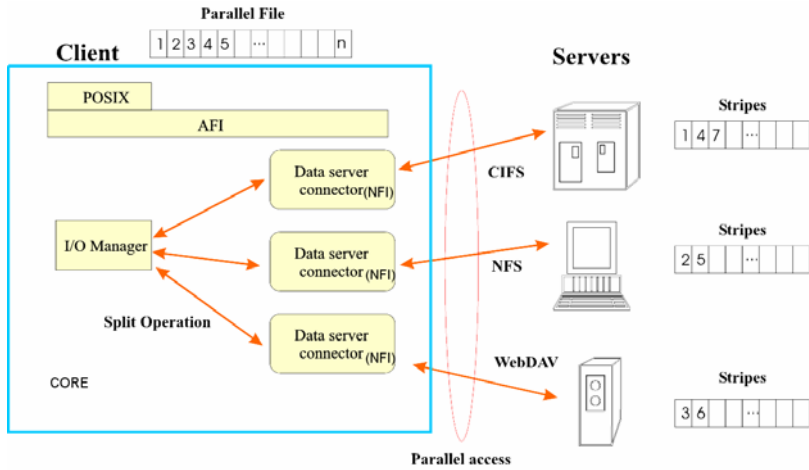 Parallel File
1 2 3 4 5 ... n
Client
Servers
POSIX
AFI
Stripes
1 4 7 ...
Data server
connector(NFI)
CIFS
I/O Manager
Data server
connector(NFI)
NFS
Stripes
2 5 ...
Split Operation
Data server
connector(NFI)
WebDAV
CORE
Stripes
3 6 ...
Parallel access